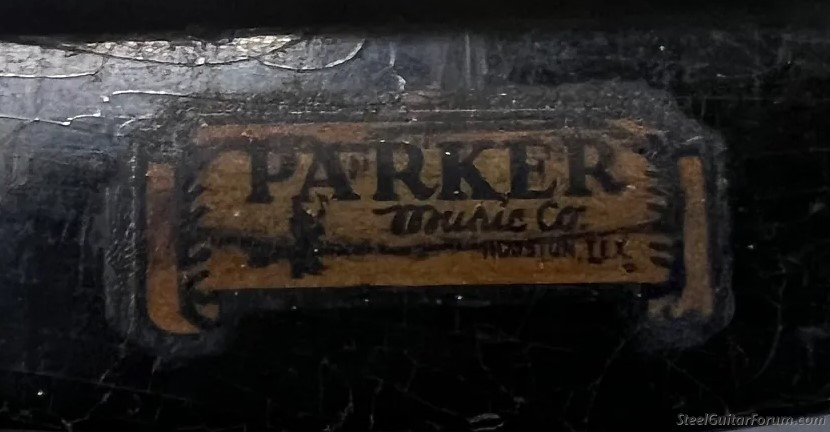 PARKER
Music Co.
HOUSTON, TEX.
SteelGuitarForum.com